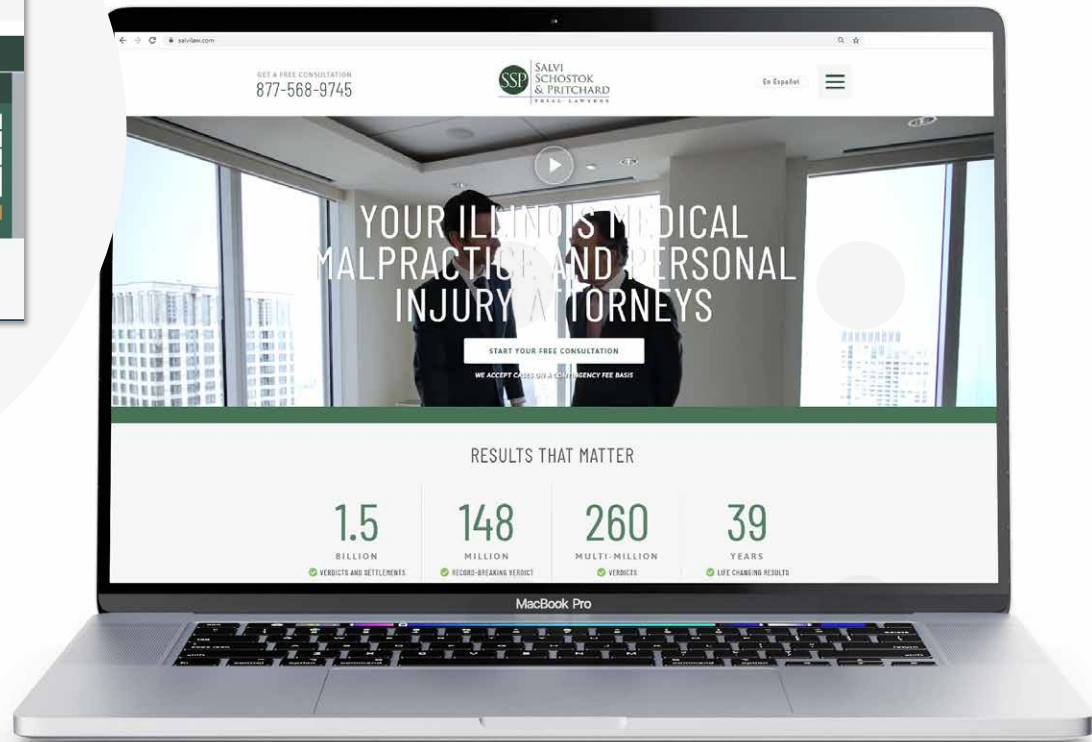 salvilaw.com
GET A FREE CONSULTATION
877-568-9745
SSP
SALVI
SCHOSTOK
& PRITCHARD
TRIAL LAWYERS
En Español
YOUR ILLINOIS MEDICAL
MALPRACTICE AND PERSONAL
INJURY ATTORNEYS
START YOUR FREE CONSULTATION
WE ACCEPT CASES ON A CONTINGENCY FEE BASIS
RESULTS THAT MATTER
1.5
148
260
39
BILLION
MILLION
MULTI-MILLION
YEARS
VERDICTS AND SETTLEMENTS
RECORD-BREAKING VERDICT
VERDICTS
LIFE CHANGING RESULTS
MacBook Pro